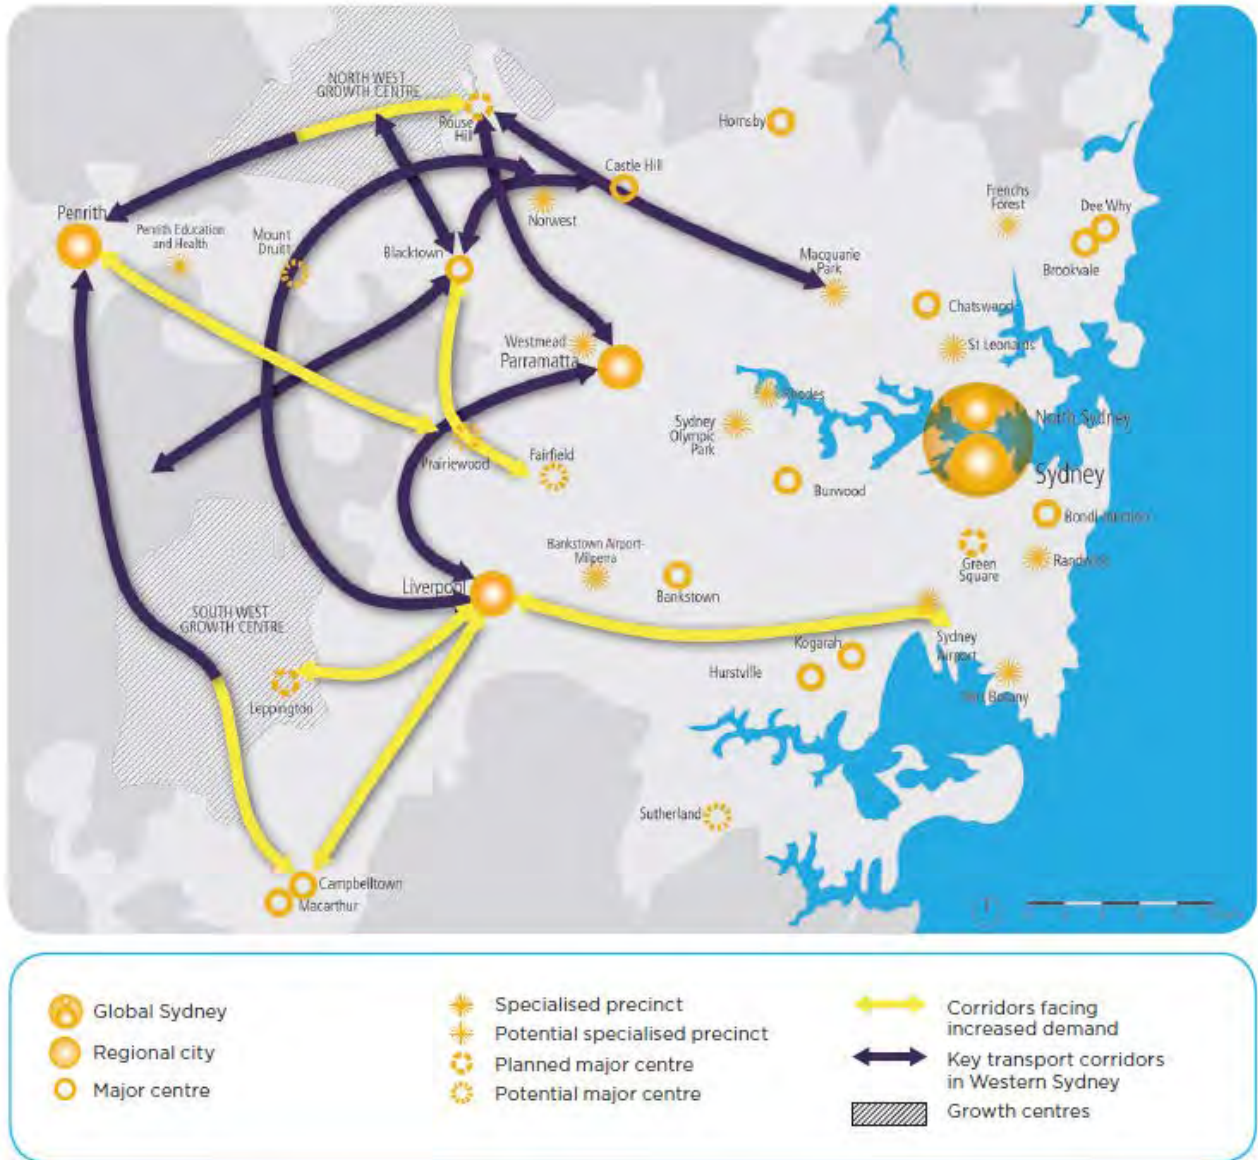 NORTH WEST
GROWTH CENTRE
Rouse
Hill
Hornsby
Castle Hill
Penrith
Penrith Education
and Health
Mount
Druitt
Blacktown
Norwest
Frenchs
Forest
Dee Why
Brookvale
Macquarie
Park
Chatswood
St Leonards
Westmead
Parramatta
Rhodes
Sydney
Olympic
Park
North Sydney
Sydney
Prairiewood
Fairfield
Burwood
Bondi Junction
Bankstown Airport-
Milperra
Green
Square
Randwick
Liverpool
Bankstown
SOUTH WEST
GROWTH CENTRE
Kogarah
Sydney
Airport
Hurstville
Port Botany
Leppington
Sutherland
Campbelltown
Macarthur
Global Sydney
Regional city
Major centre
Specialised precinct
Potential specialised precinct
Planned major centre
Potential major centre
Corridors facing
increased demand
Key transport corridors
in Western Sydney
Growth centres